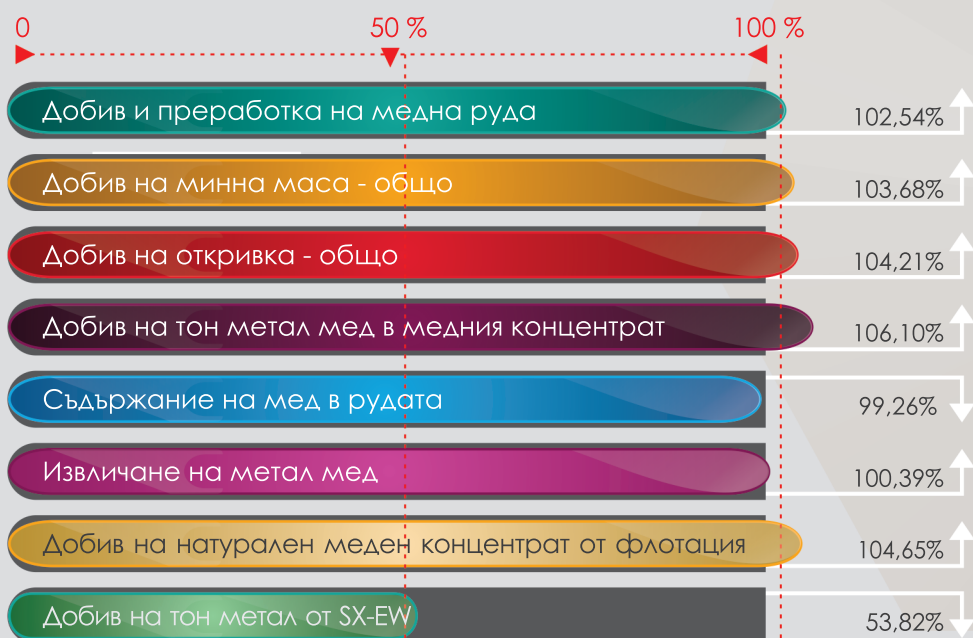 0 50 % 100 %
Добив и преработка на медна руда 102,54%
Добив на минна маса - общо 103,68%
Добив на откривка - общо 104,21%
Добив на тон метал мед в медния концентрат 106,10%
Съдържание на мед в рудата 99,26%
Извличане на метал мед 100,39%
Добив на натурален меден концентрат от флотация 104,65%
Добив на тон метал от SX-EW 53,82%